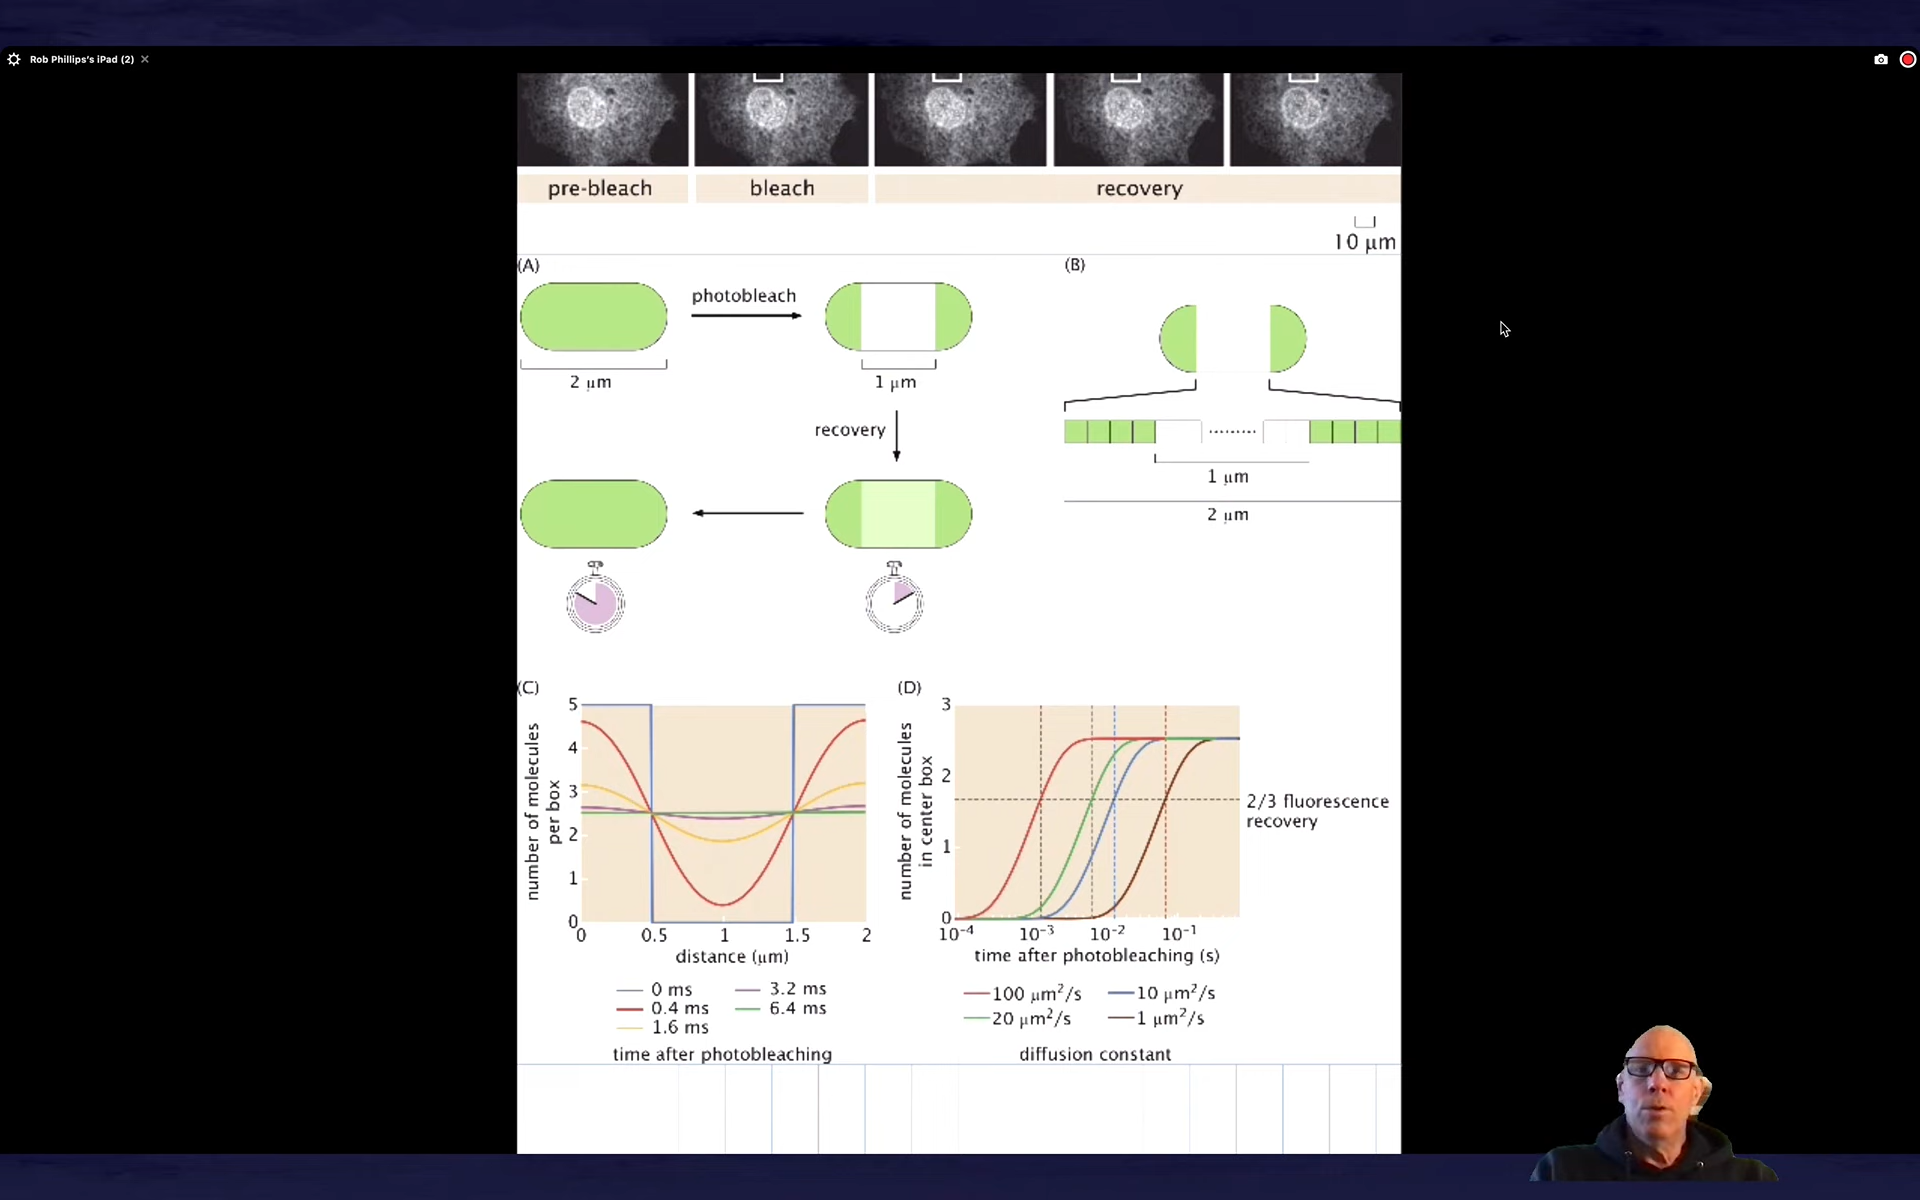 Rob Phillips's iPad (2)
pre-bleach
bleach
recovery
10 μm
(A)
photobleach
2 μm
1 μm
recovery
(B)
1 μm
2 μm
(C)
number of molecules
per box
5
4
3
2
1
0
0
0.5
1
1.5
2
distance (μm)
0 ms
0.4 ms
1.6 ms
3.2 ms
6.4 ms
time after photobleaching
(D)
number of molecules
in center box
3
2
1
0
10⁻⁴
10⁻³
10⁻²
10⁻¹
time after photobleaching (s)
2/3 fluorescence
recovery
100 μm²/s
20 μm²/s
10 μm²/s
1 μm²/s
diffusion constant